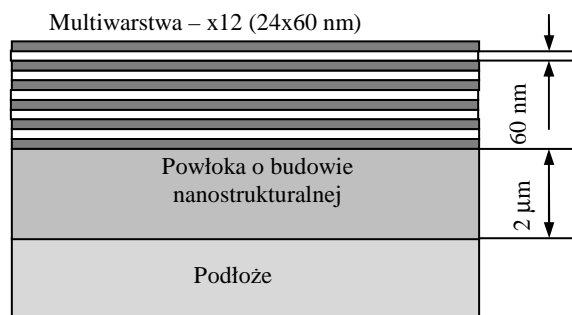 Multiwarstwa – x12 (24x60 nm)
60 nm
Powłoka o budowie
nanostrukturalnej
2 μm
Podłoże